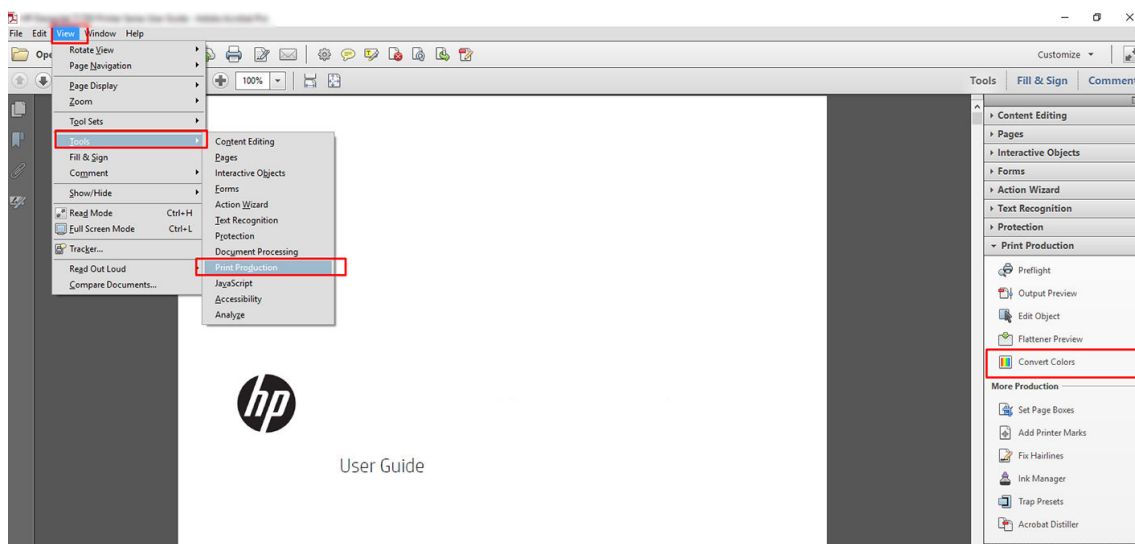 File Edit View Window Help
Ope
100%
Customize
Tools Fill & Sign Comment
Rotate View
Page Navigation
Page Display
Zoom
Tool Sets
Tools
Fill & Sign
Comment
Show/Hide
Read Mode Ctrl+H
Full Screen Mode Ctrl+L
Tracker...
Read Out Loud
Compare Documents...
Content Editing
Pages
Interactive Objects
Forms
Action Wizard
Text Recognition
Protection
Document Processing
Print Production
JavaScript
Accessibility
Analyze
hp
User Guide
Content Editing
Pages
Interactive Objects
Forms
Action Wizard
Text Recognition
Protection
Print Production
Preflight
Output Preview
Edit Object
Flattener Preview
Convert Colors
More Production
Set Page Boxes
Add Printer Marks
Fix Hairlines
Ink Manager
Trap Presets
Acrobat Distiller